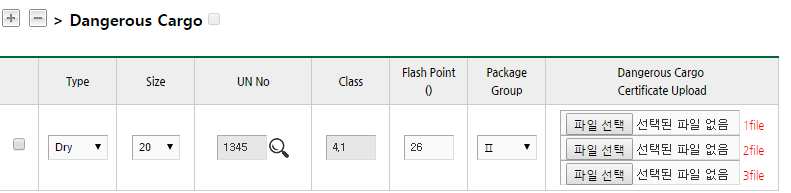 + − > Dangerous Cargo
Type Size UN No Class Flash Point () Package Group Dangerous Cargo Certificate Upload
Dry 20 1345 4,1 26 Ⅱ
파일 선택 선택된 파일 없음 1file
파일 선택 선택된 파일 없음 2file
파일 선택 선택된 파일 없음 3file